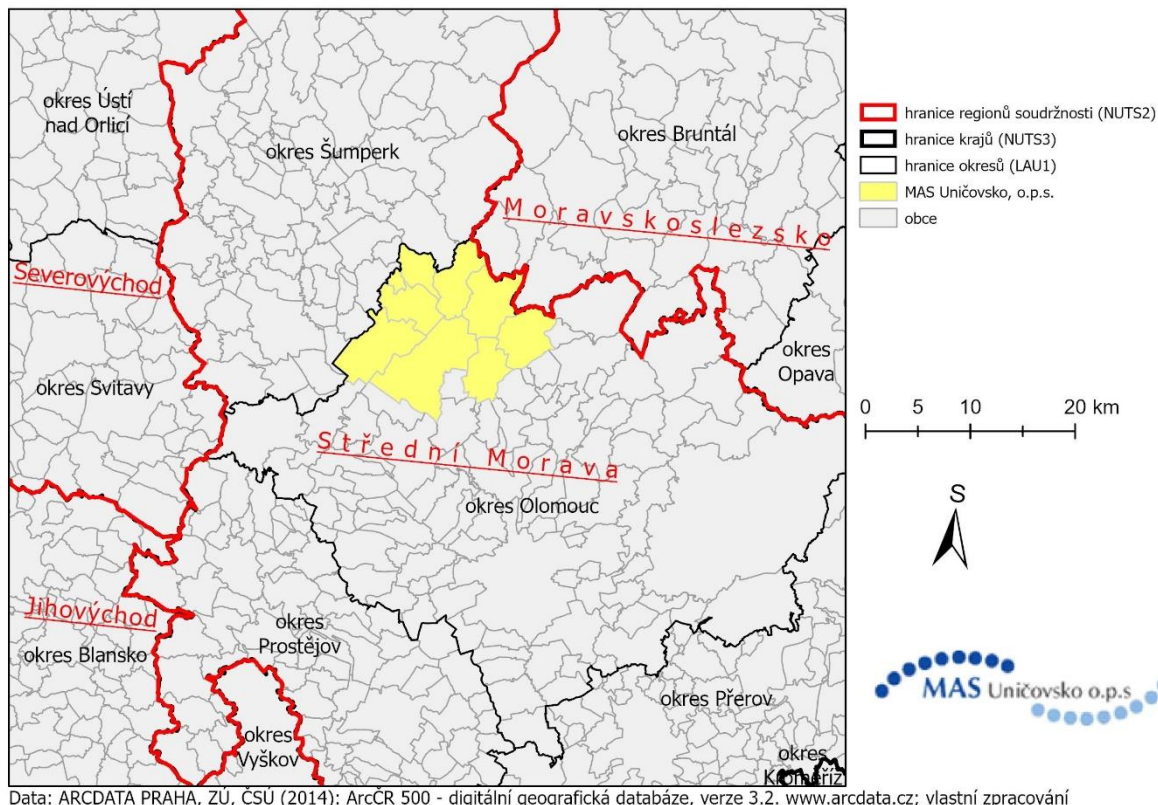 okres Ústí
nad Orlicí
okres Šumperk
okres Bruntál
Moravskoslezsko
Severovýchod
okres
Opava
okres Svitavy
Střední Morava
okres Olomouc
Jihovýchod
okres
Prostějov
okres Blansko
okres Přerov
okres
Vyškov
okres
Kroměříž
hranice regionů soudržnosti (NUTS2)
hranice krajů (NUTS3)
hranice okresů (LAU1)
MAS Uničovsko, o.p.s.
obce
0 5 10 20 km
S
MAS Uničovsko o.p.s
Data: ARCDATA PRAHA, ZÚ, ČSÚ (2014): ArcČR 500 - digitální geografická databáze, verze 3.2. www.arcdata.cz; vlastní zpracování